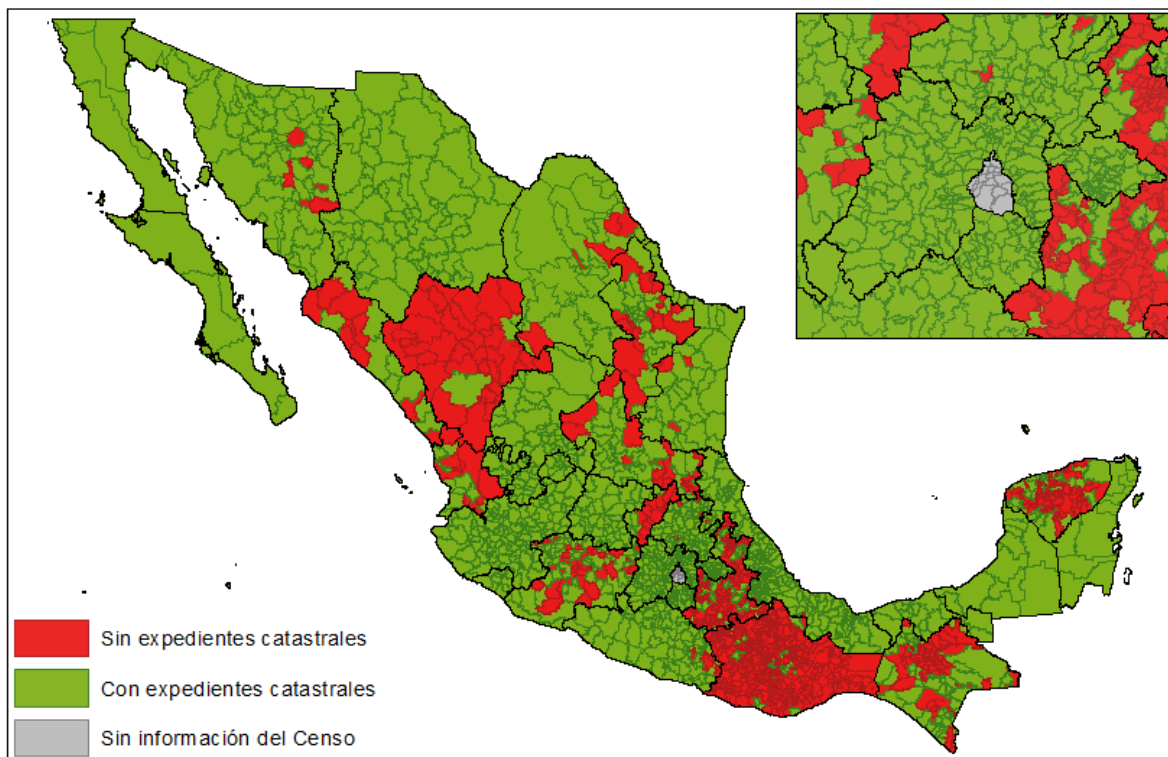 Sin expedientes catastrales
Con expedientes catastrales
Sin información del Censo